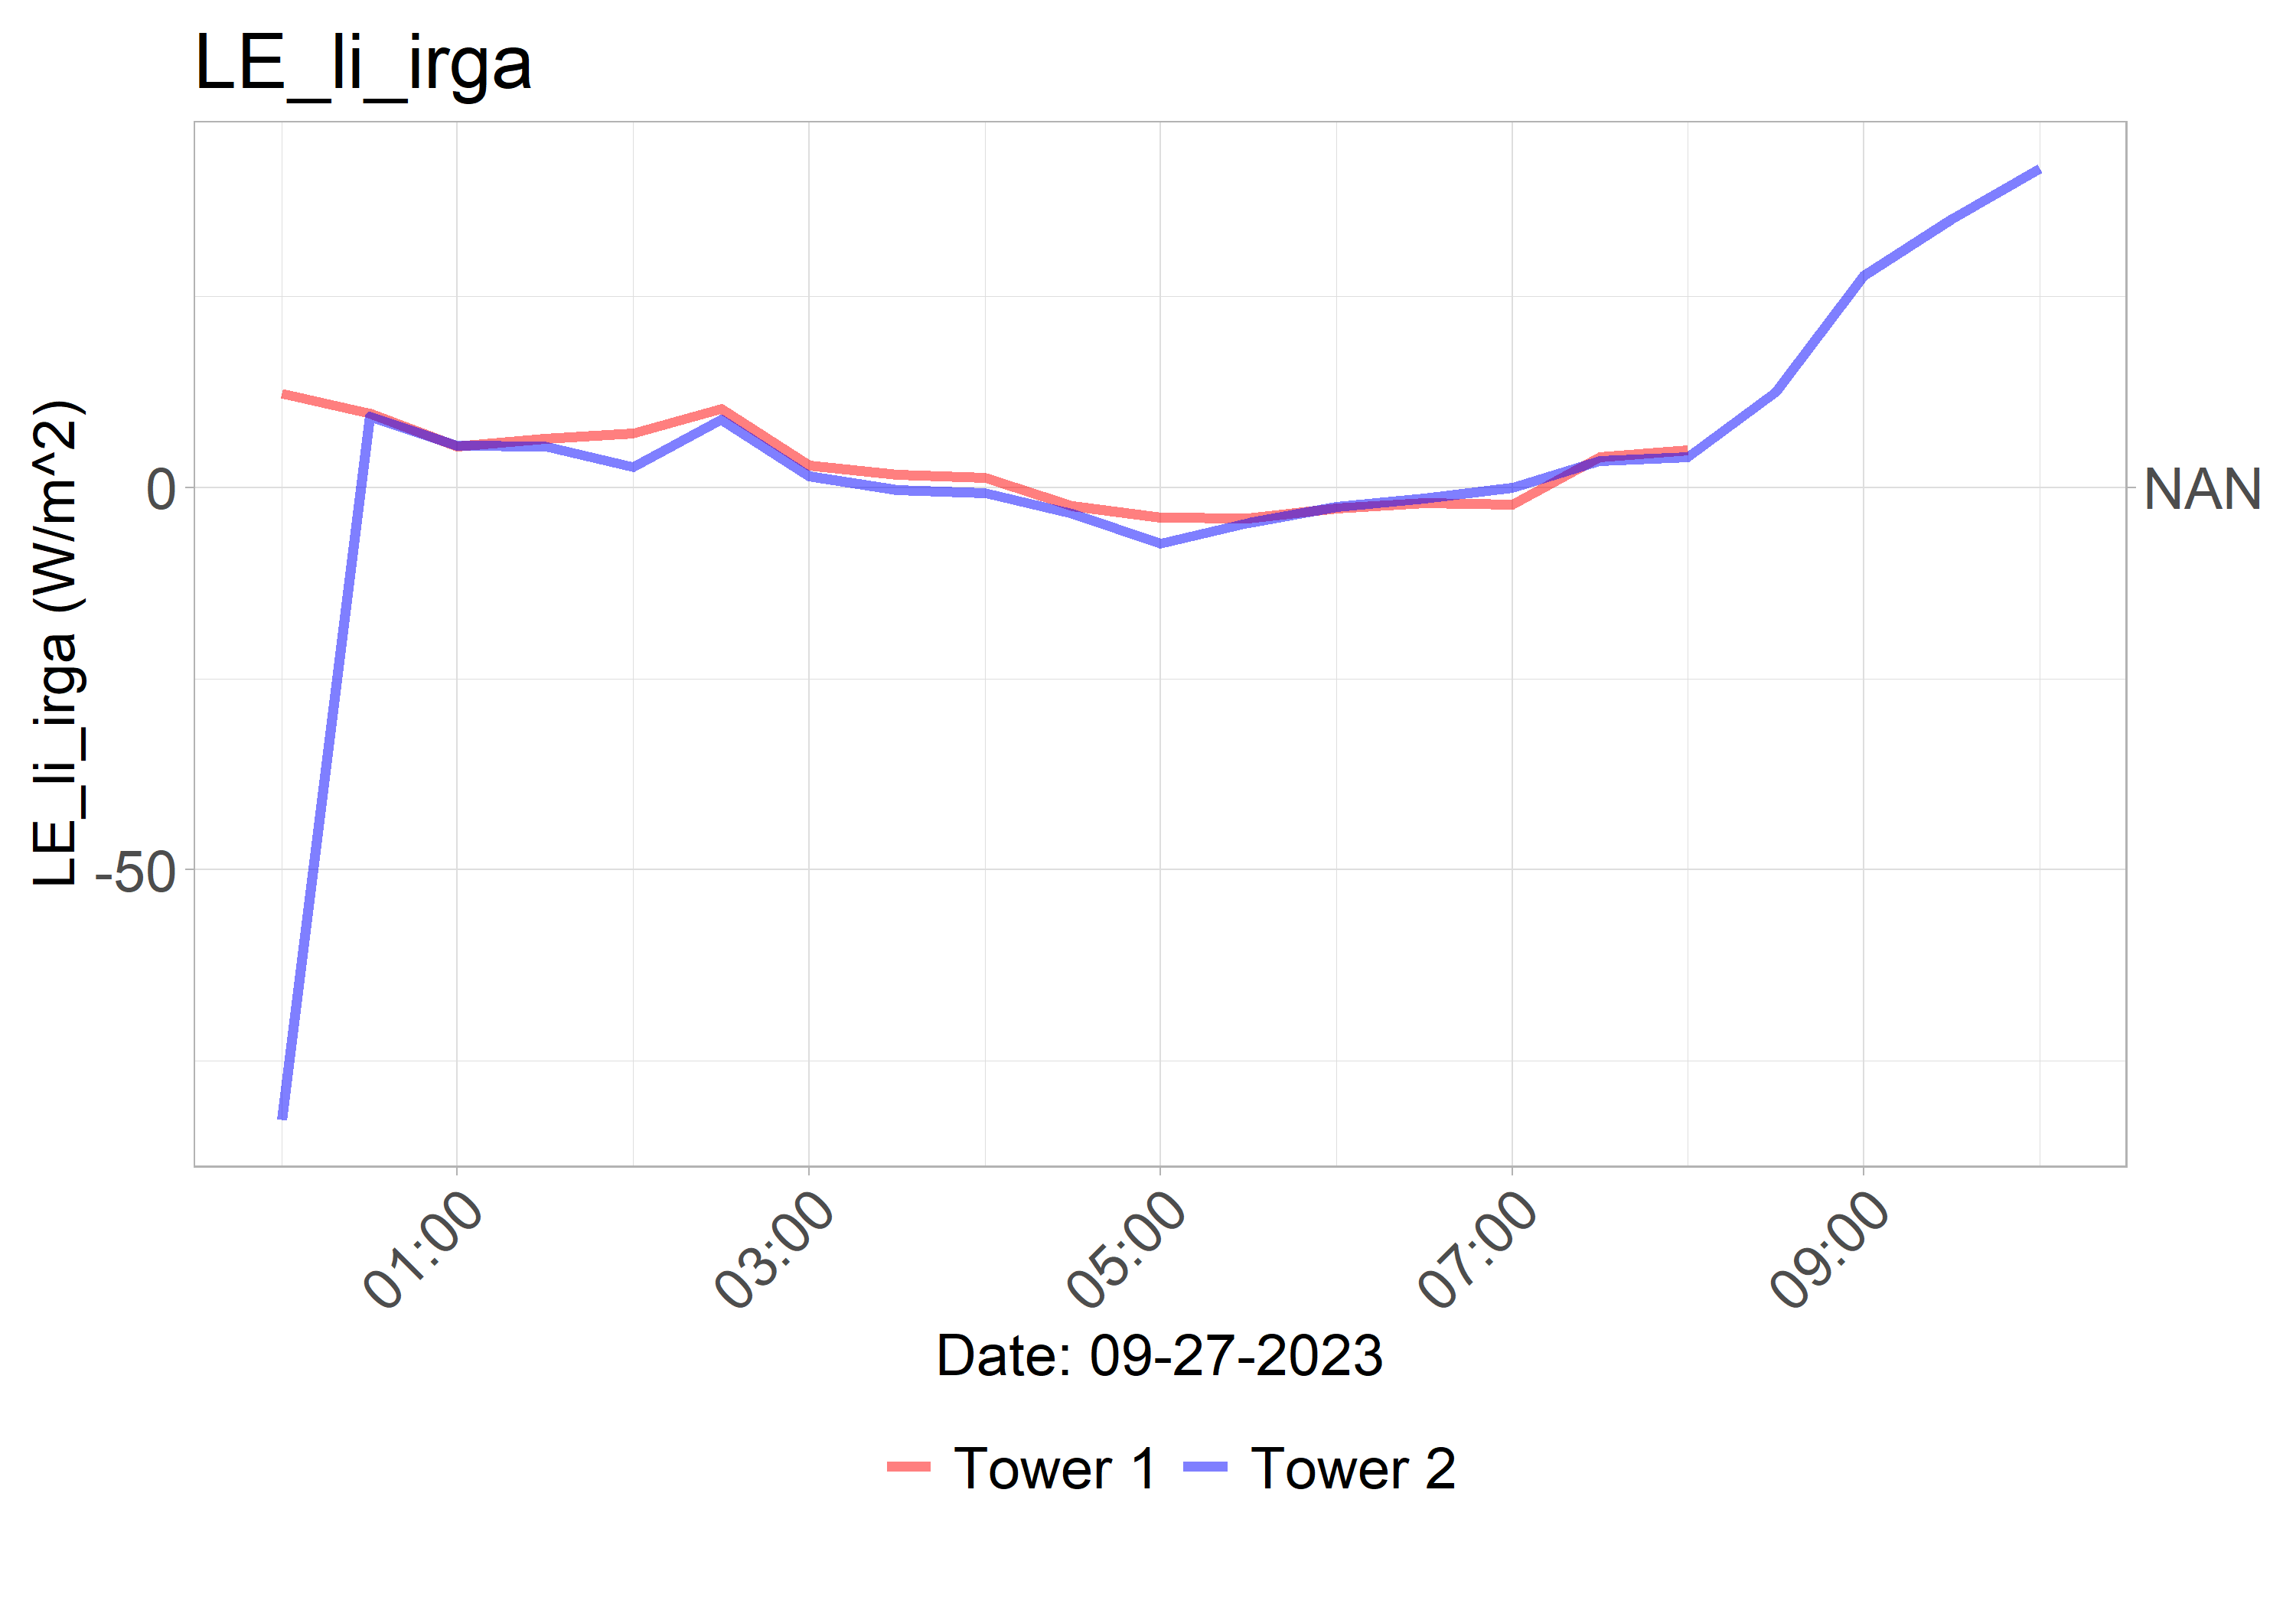 LE_li_irga
LE_li_irga (W/m^2)
0
-50
NAN
01:00
03:00
05:00
07:00
09:00
Date: 09-27-2023
Tower 1
Tower 2